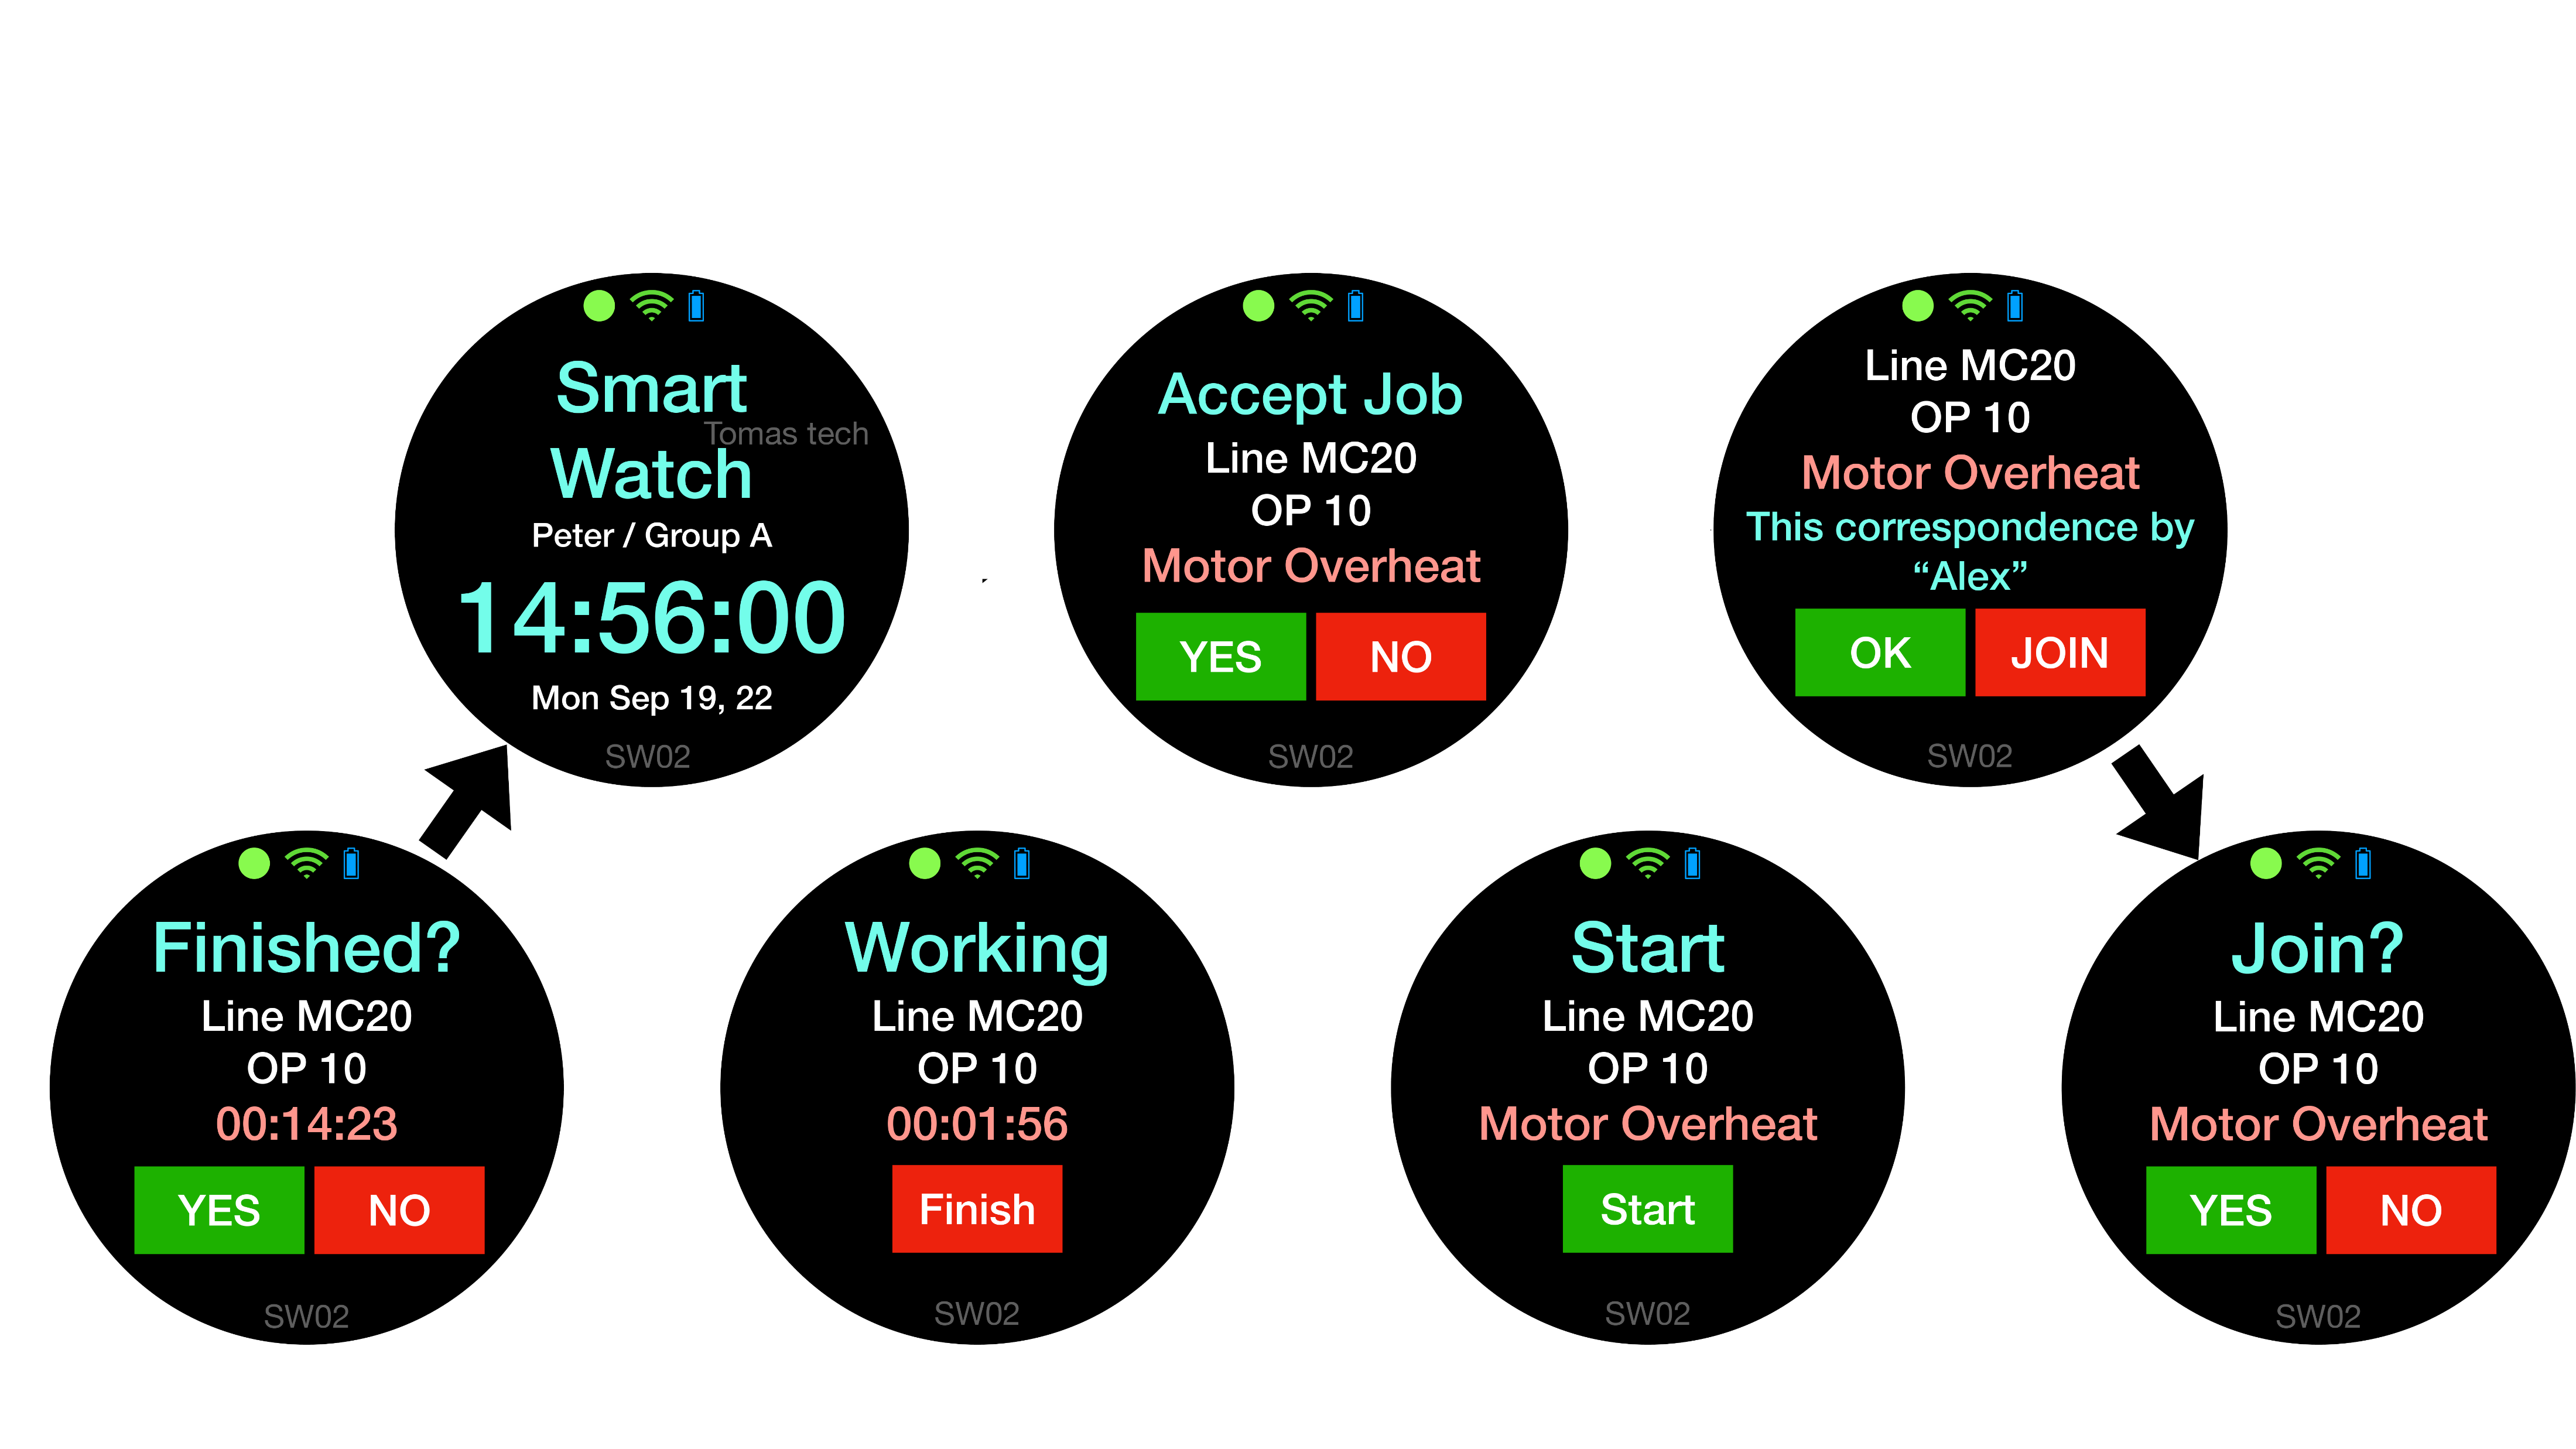 Smart
Tomas tech
Watch
Peter / Group A
14:56:00
Mon Sep 19, 22
SW02
Accept Job
Line MC20
OP 10
Motor Overheat
YES NO
SW02
Line MC20
OP 10
Motor Overheat
This correspondence by
“Alex”
OK JOIN
SW02
Finished?
Line MC20
OP 10
00:14:23
YES NO
SW02
Working
Line MC20
OP 10
00:01:56
Finish
SW02
Start
Line MC20
OP 10
Motor Overheat
Start
SW02
Join?
Line MC20
OP 10
Motor Overheat
YES NO
SW02